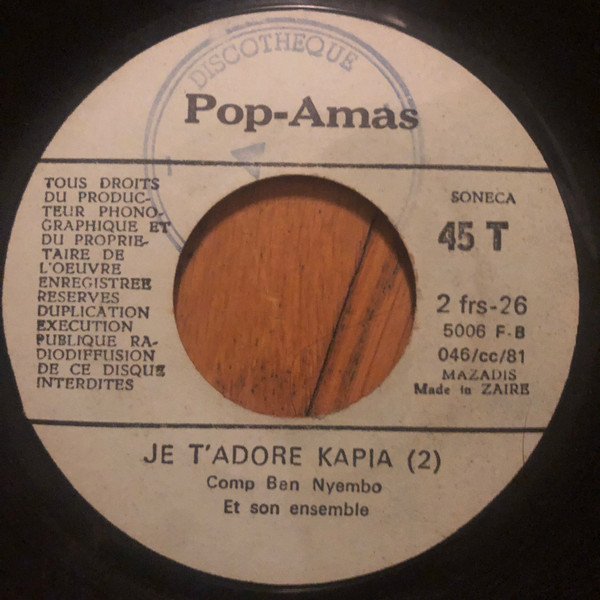 DISCOTHEQUE
Pop-Amas
TOUS DROITS
DU PRODUC-
TEUR PHONO-
GRAPHIQUE ET
DU PROPRIE-
TAIRE DE
L'OEUVRE
ENREGISTREE
RESERVES
DUPLICATION
EXECUTION
PUBLIQUE RA-
DIODIFFUSION
DE CE DISQUE
INTERDITES
SONECA
45 T
2 frs-26
5006 F.B
046/cc/81
MAZADIS
Made in ZAIRE
JE T'ADORE KAPIA (2)
Comp Ben Nyembo
Et son ensemble